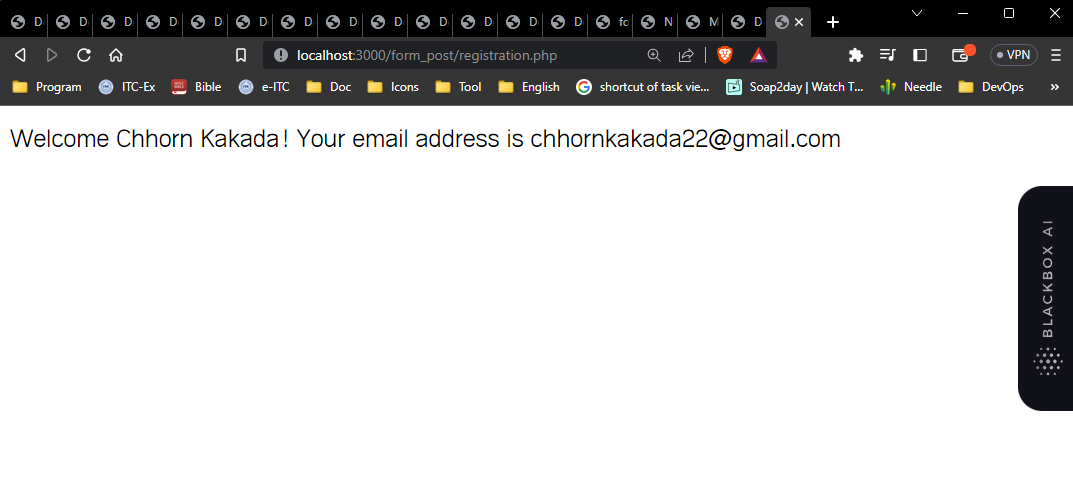 D D D D D D D D D D D D D fc N M D
localhost:3000/form_post/registration.php VPN
Program ITC-Ex Bible e-ITC Doc Icons Tool English shortcut of task vie... Soap2day | Watch T... Needle DevOps »
Welcome Chhorn Kakada! Your email address is chhornkakada22@gmail.com
BLACKBOX AI